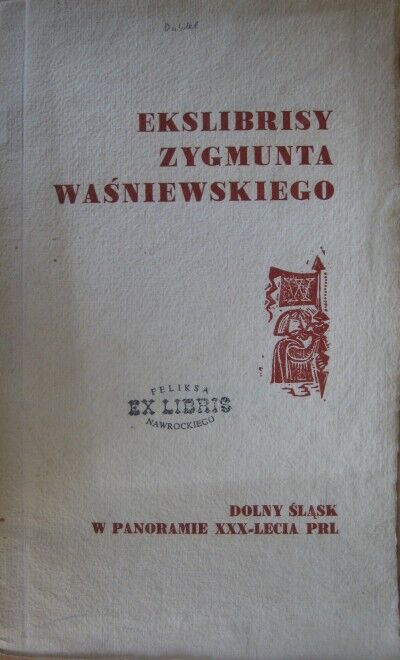 EKSLIBRISY
ZYGMUNTA
WAŚNIEWSKIEGO
W
FELIKSA
EX LIBRIS
NAWROCKIEGO
DOLNY ŚLĄSK
W PANORAMIE XXX-LECIA PRL